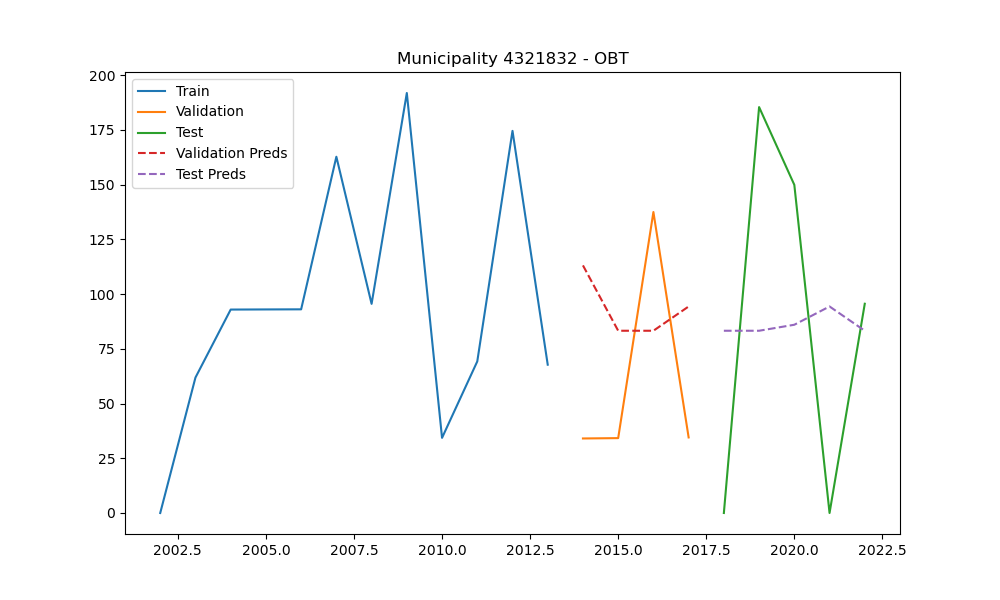 Municipality 4321832 - OBT
Train
Validation
Test
Validation Preds
Test Preds
200
175
150
125
100
75
50
25
0
2002.5 2005.0 2007.5 2010.0 2012.5 2015.0 2017.5 2020.0 2022.5